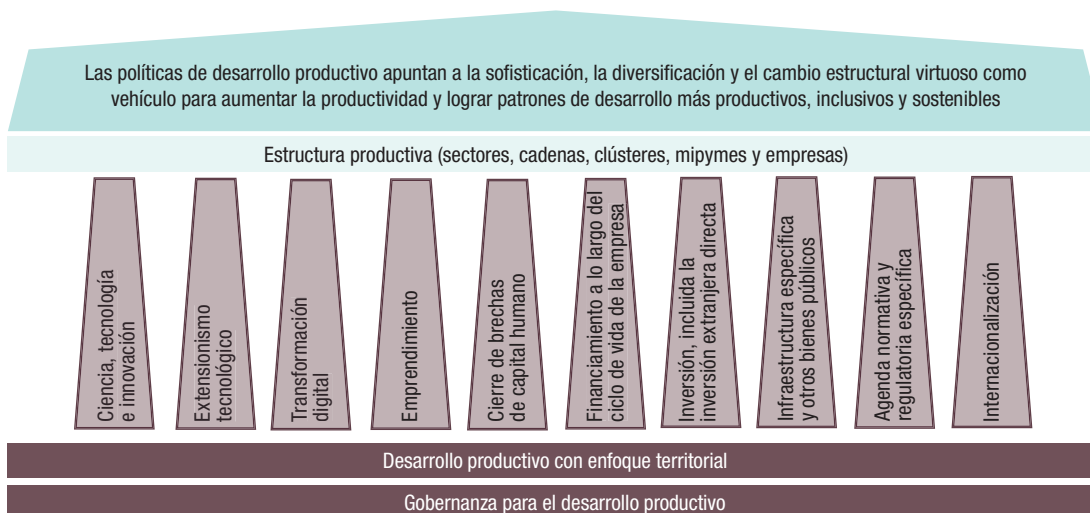 Las políticas de desarrollo productivo apuntan a la sofisticación, la diversificación y el cambio estructural virtuoso como
vehículo para aumentar la productividad y lograr patrones de desarrollo más productivos, inclusivos y sostenibles
Estructura productiva (sectores, cadenas, clústeres, mipymes y empresas)
Ciencia, tecnología
e innovación
Extensionismo
tecnológico
Transformación
digital
Emprendimiento
Cierre de brechas
de capital humano
Financiamiento a lo largo del
ciclo de vida de la empresa
Inversión, incluida la
inversión extranjera directa
Infraestructura específica
y otros bienes públicos
Agenda normativa y
regulatoria específica
Internacionalización
Desarrollo productivo con enfoque territorial
Gobernanza para el desarrollo productivo